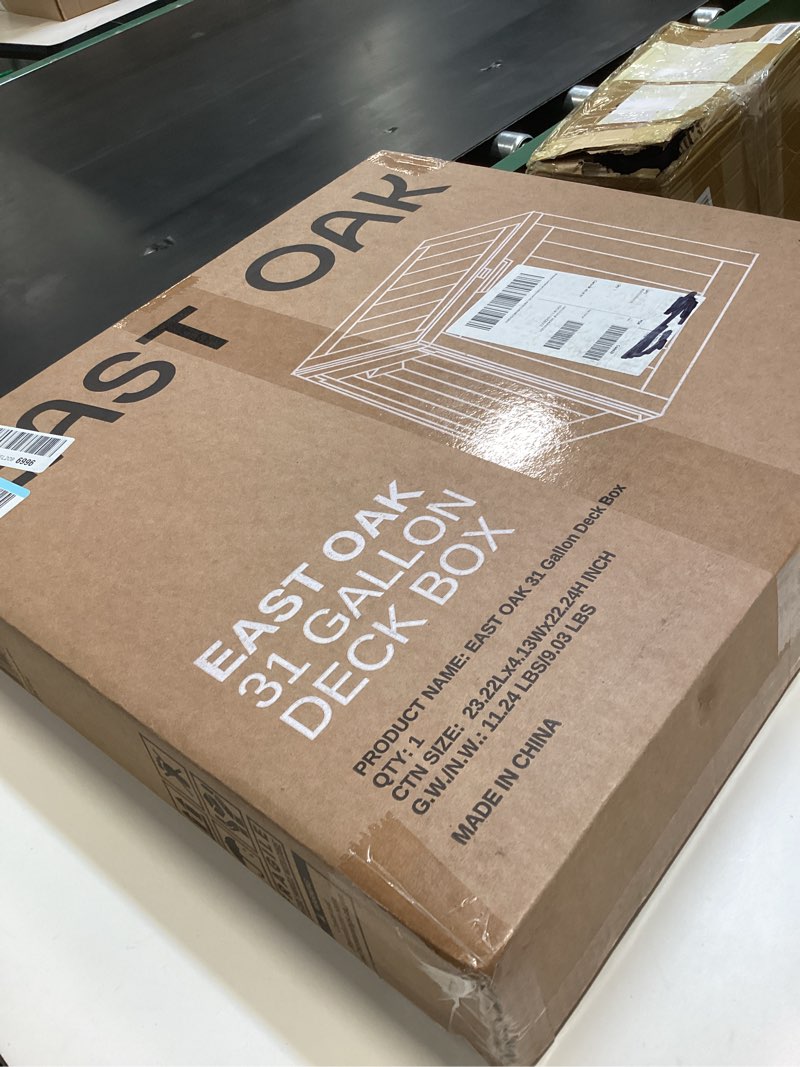 EAST OAK
6996
EAST OAK
31 GALLON
DECK BOX
PRODUCT NAME: EAST OAK 31 Gallon Deck Box
QTY: 1
CTN SIZE: 23.22Lx4.13Wx22.24H INCH
G.W./N.W.: 11.24 LBS/9.03 LBS
MADE IN CHINA